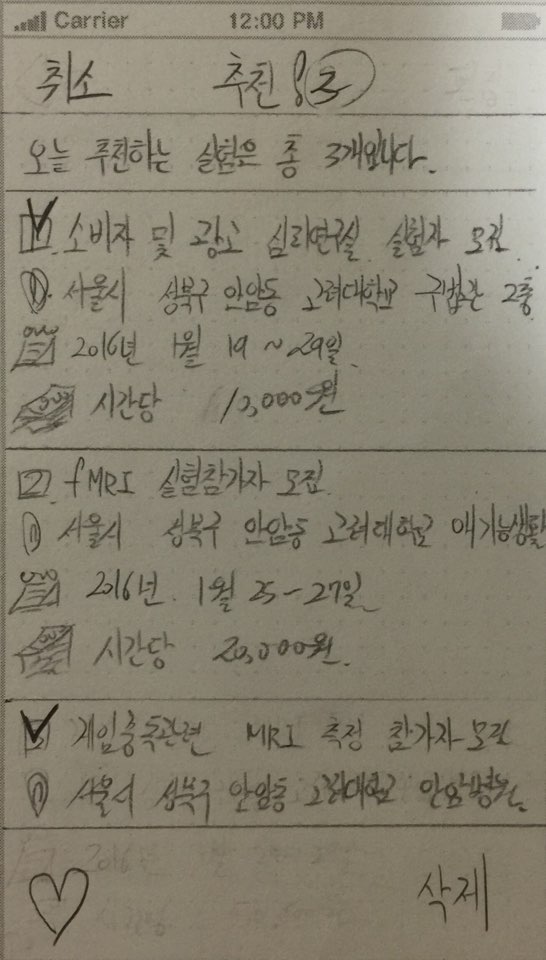 Carrier 12:00 PM
취소 추천 3
오늘 추천하는 실험은 총 3개입니다.
소비자 및 광고 심리연구실 실험자 모집
서울시 성북구 안암동 고려대학교 구법관 2층
2016년 1월 19 ~ 29일
시간당 10,000원
2 fMRI 실험참가자 모집
서울시 성북구 안암동 고려대학교 애기능생활
2016년 1월 25 - 27일
시간당 20,000원.
게임중독관련 MRI 측정 참가자 모집
서울시 성북구 안암동 고려대학교 안암병원
삭제